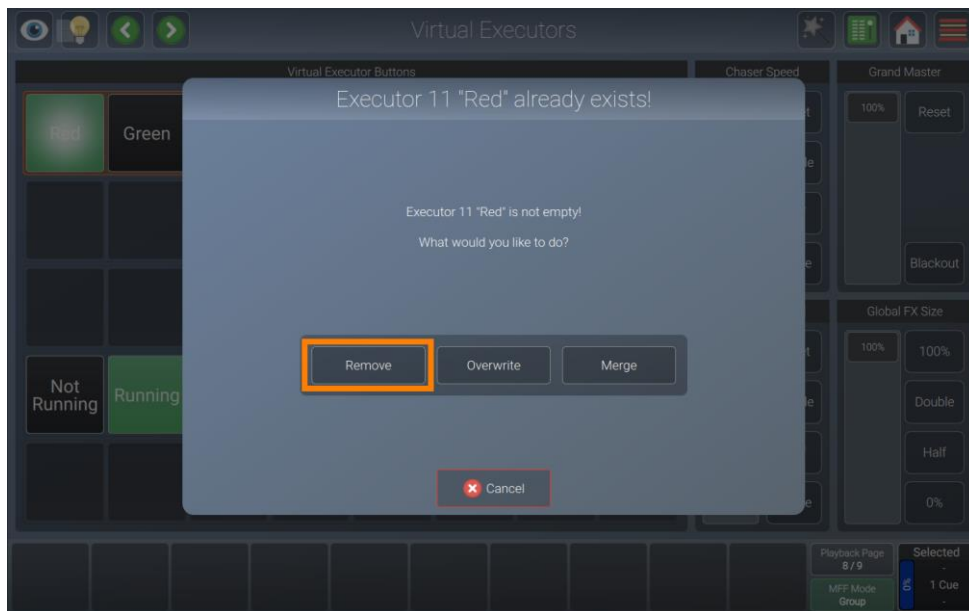 Virtual Executors
Virtual Executor Buttons
Chaser Speed
Grand Master
Executor 11 "Red" already exists!
Red
Green
100%
Reset
Executor 11 "Red" is not empty!
What would you like to do?
Blackout
Global FX Size
Remove
Overwrite
Merge
100%
100%
Not
Running
Running
Double
Half
Cancel
0%
Playback Page
8 / 9
Selected
-
MFF Mode
Group
0%
1 Cue
-